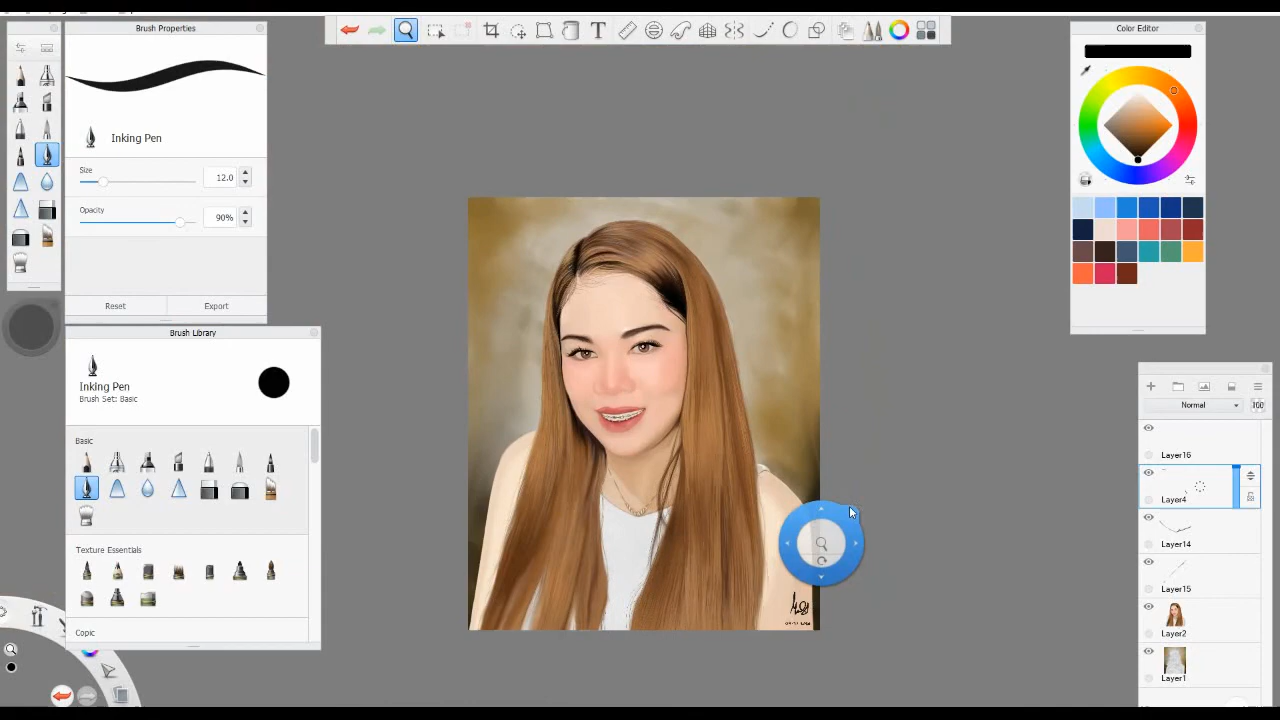 Brush Properties
Inking Pen
Size
12.0
Opacity
90%
Reset
Export
Brush Library
Inking Pen
Brush Set: Basic
Basic
Texture Essentials
Copic
T
Color Editor
Normal
100
Layer16
Layer4
Layer14
Layer15
Layer2
Layer1